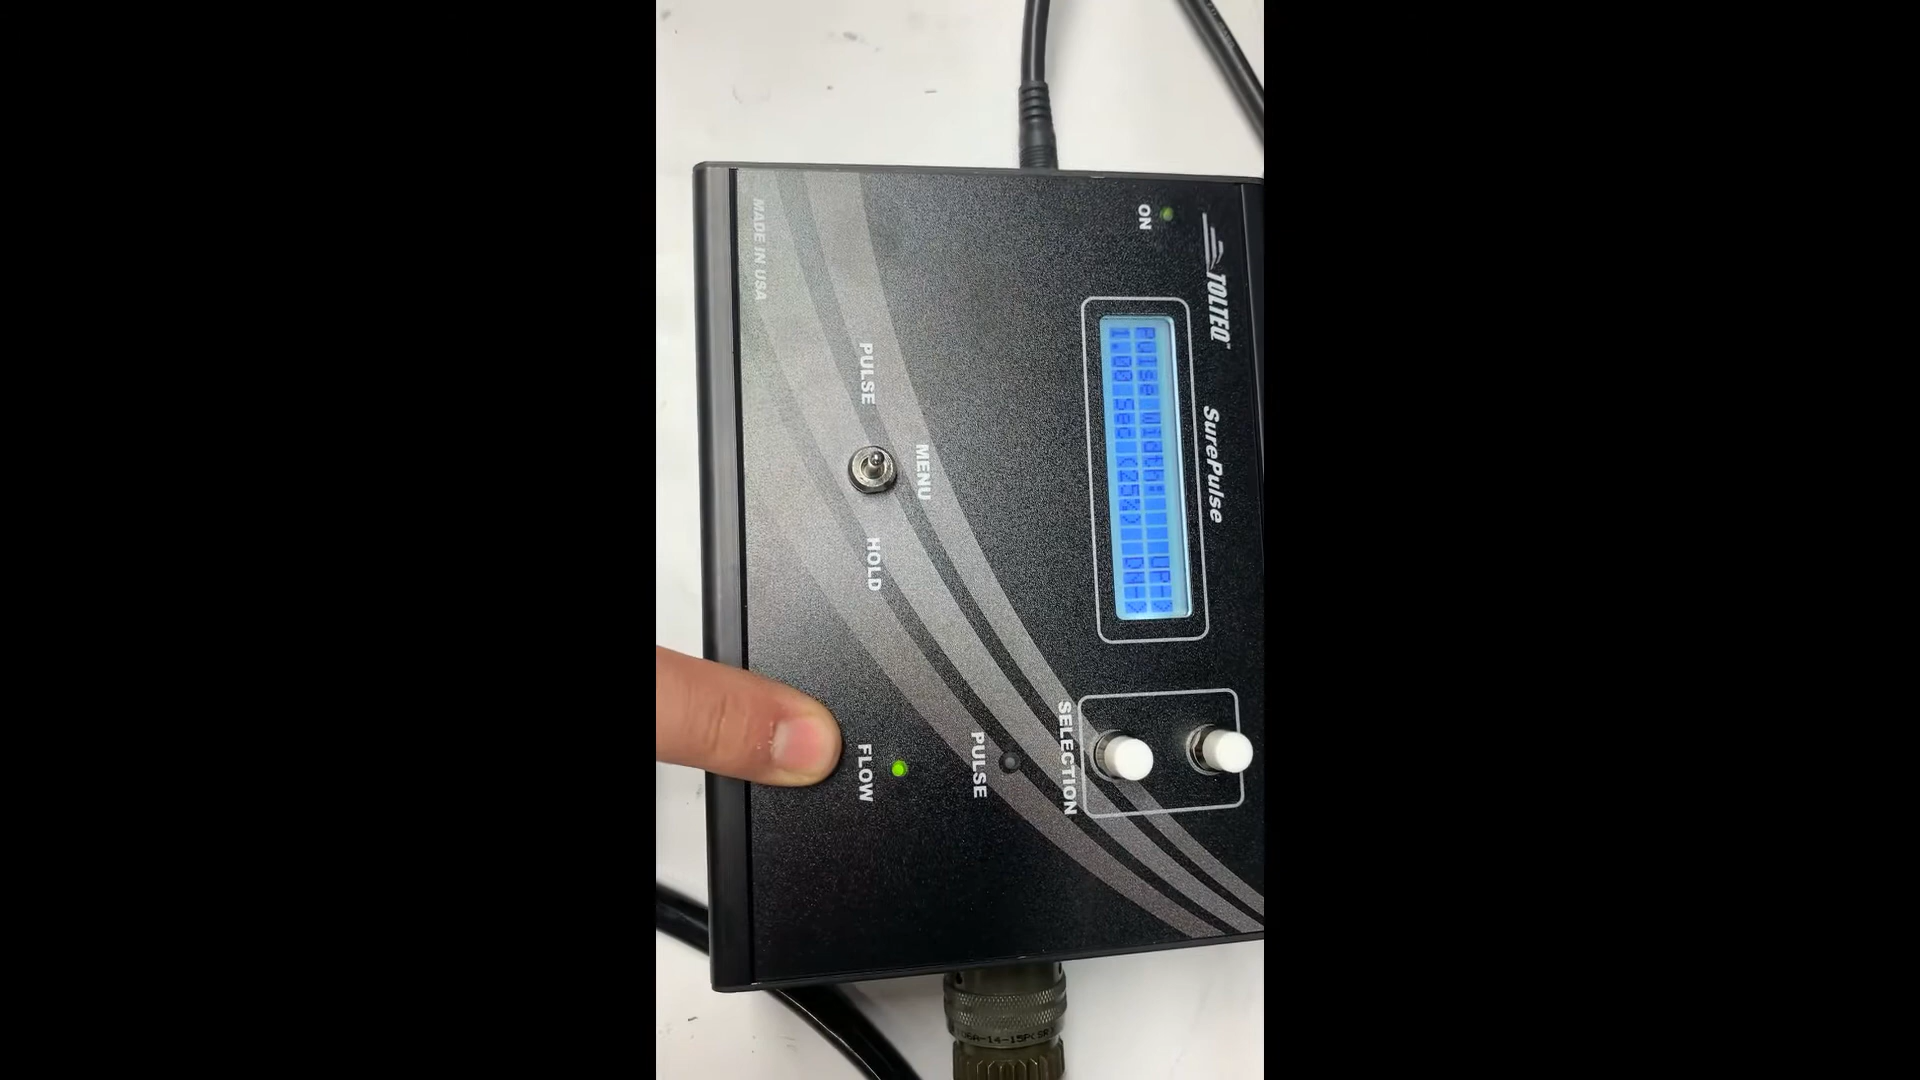 TOLTEQ™
SurePulse
ON
Pulse Width: UP->
1.00 Sec (25%) DN->
SELECTION
MENU
PULSE
HOLD
PULSE
FLOW
MADE IN USA